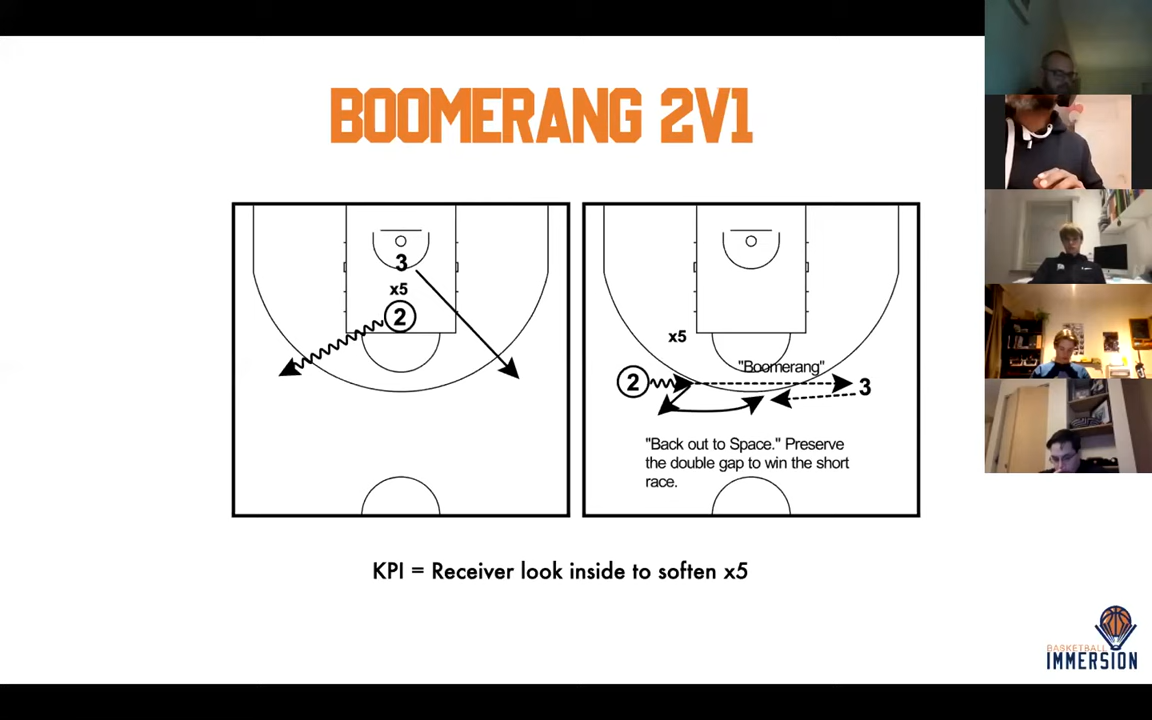 BOOMERANG 2V1
3
x5
2
x5
"Boomerang"
2
3
"Back out to Space." Preserve
the double gap to win the short
race.
KPI = Receiver look inside to soften x5
BASKETBALL
IMMERSION